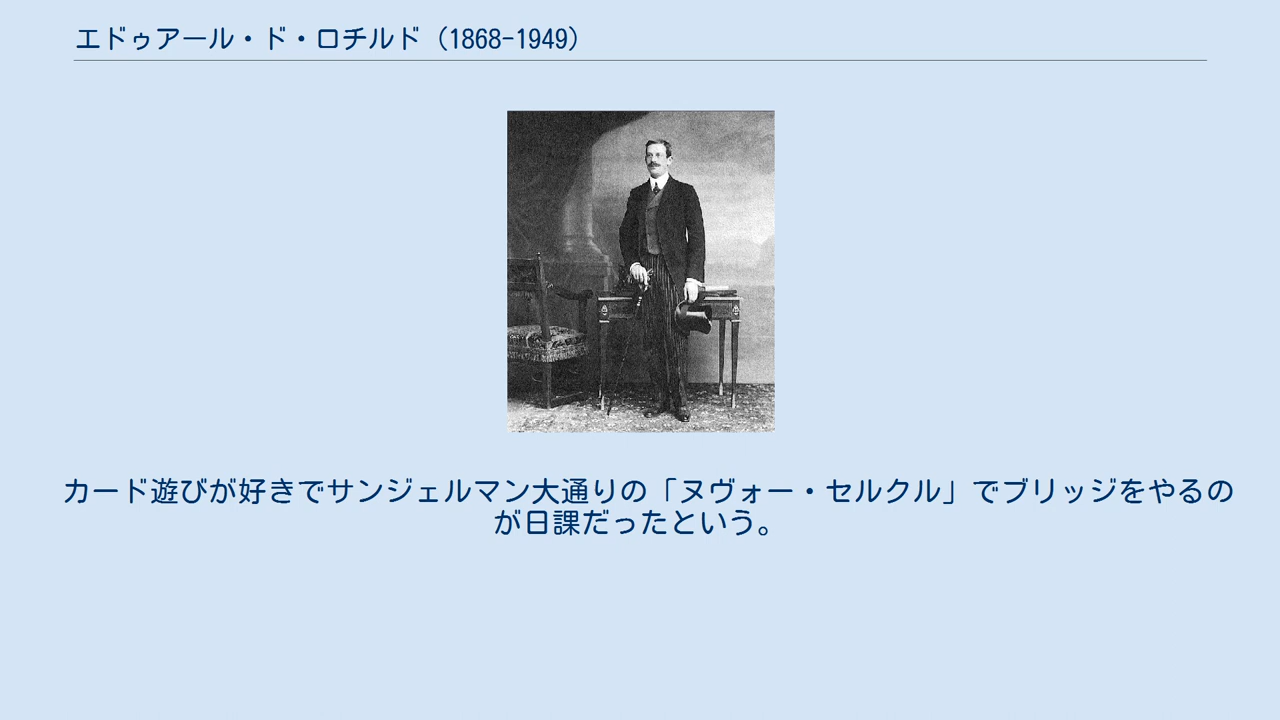 エドゥアール・ド・ロチルド（1868-1949）
カード遊びが好きでサンジェルマン大通りの「ヌヴォー・セルクル」でブリッジをやるの
が日課だったという。